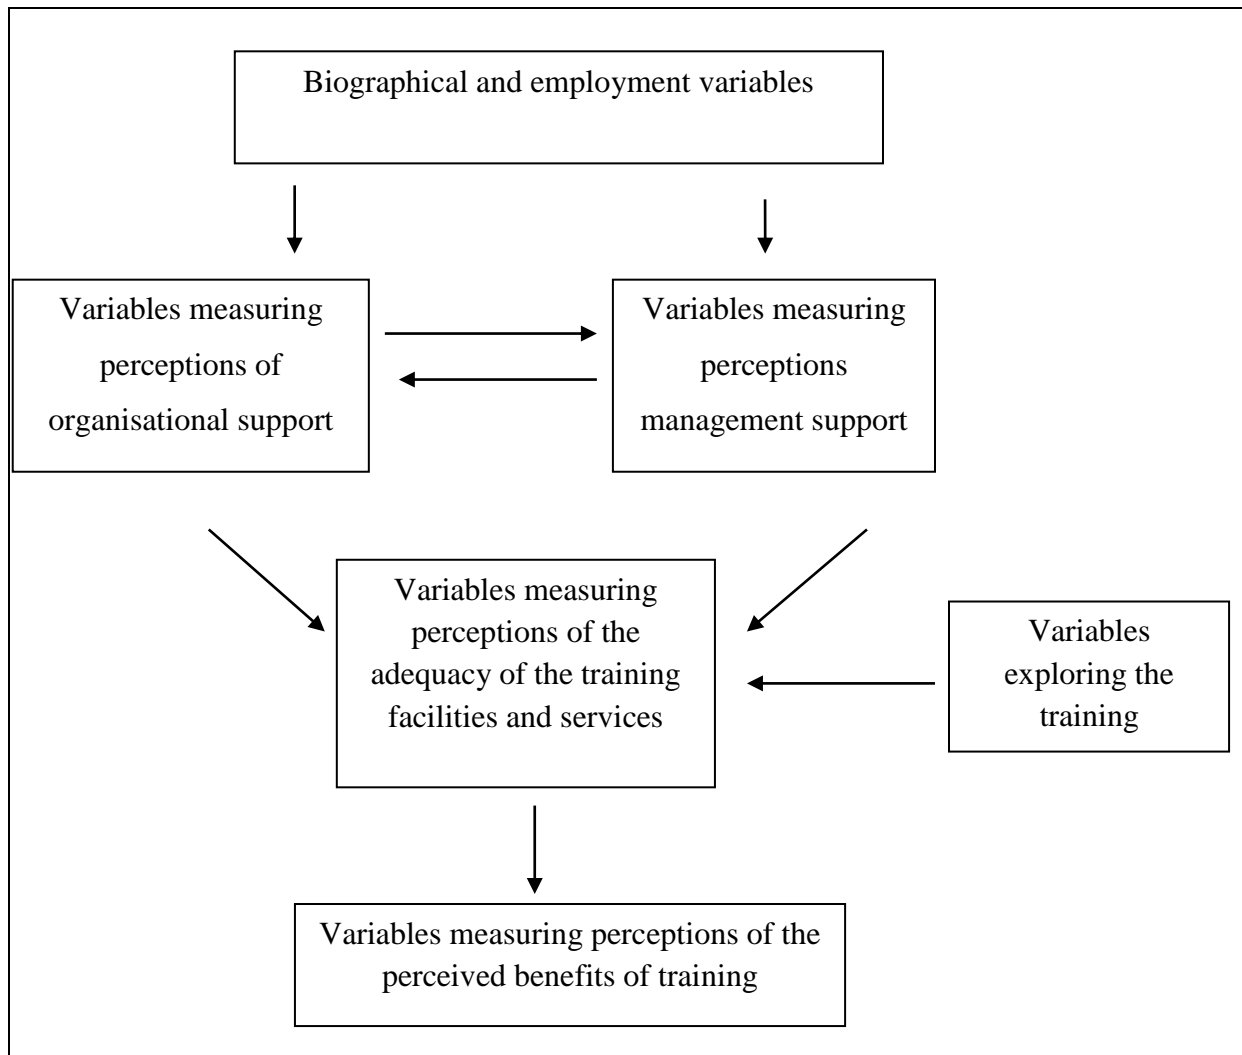 Biographical and employment variables
Variables measuring
perceptions of
organisational support
Variables measuring
perceptions
management support
Variables measuring
perceptions of the
adequacy of the training
facilities and services
Variables
exploring the
training
Variables measuring perceptions of the
perceived benefits of training